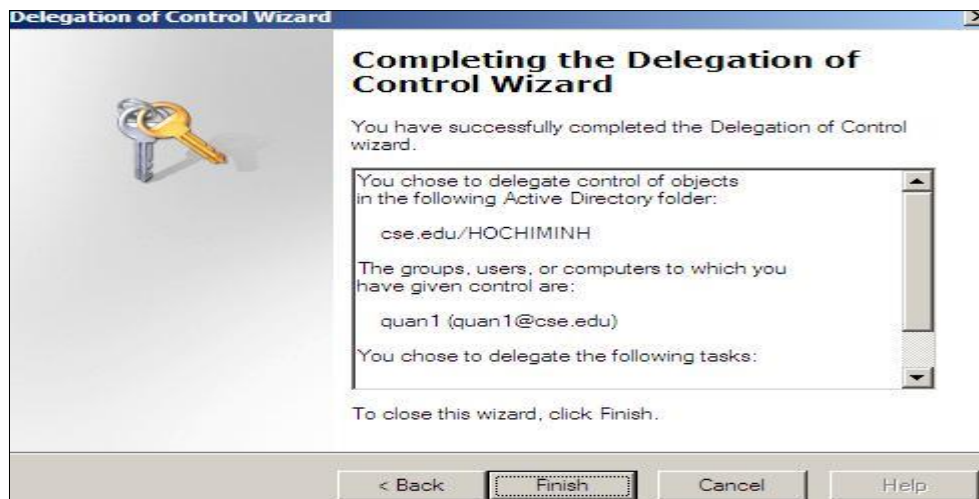 Delegation of Control Wizard
Completing the Delegation of
Control Wizard
You have successfully completed the Delegation of Control
wizard.
You chose to delegate control of objects
in the following Active Directory folder:
cse.edu/HOCHIMINH
The groups, users, or computers to which you
have given control are:
quan1 (quan1@cse.edu)
You chose to delegate the following tasks:
To close this wizard, click Finish.
< Back
Finish
Cancel
Help